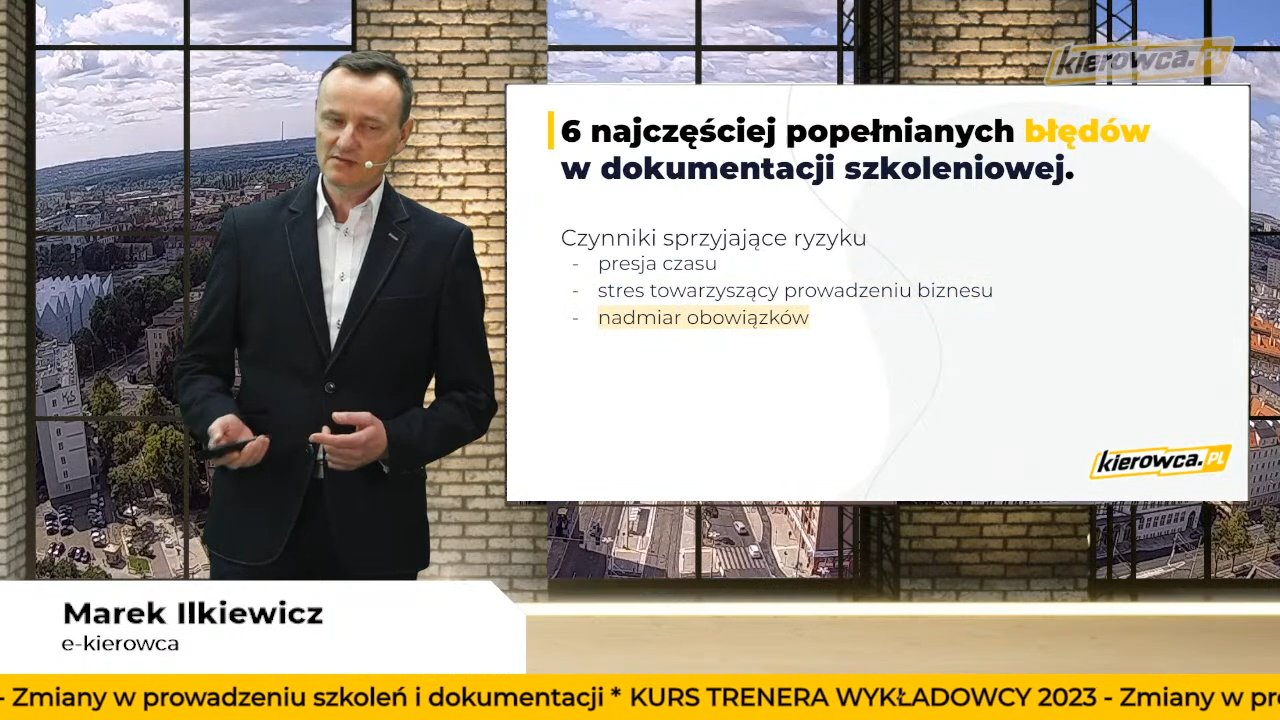 kierowca.PL
6 najczęściej popełnianych błędów
w dokumentacji szkoleniowej.
Czynniki sprzyjające ryzyku
- presja czasu
- stres towarzyszący prowadzeniu biznesu
- nadmiar obowiązków
kierowca.PL
Marek Ilkiewicz
e-kierowca
- Zmiany w prowadzeniu szkoleń i dokumentacji * KURS TRENERA WYKŁADOWCY 2023 - Zmiany w pro